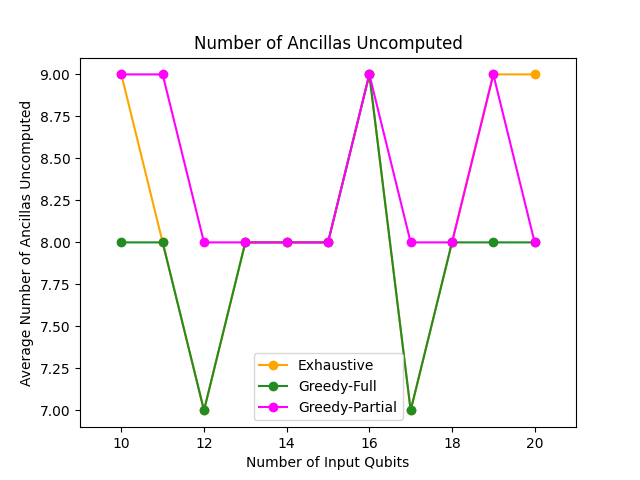 Number of Ancillas Uncomputed
Average Number of Ancillas Uncomputed
9.00
8.75
8.50
8.25
8.00
7.75
7.50
7.25
7.00
Exhaustive
Greedy-Full
Greedy-Partial
10 12 14 16 18 20
Number of Input Qubits